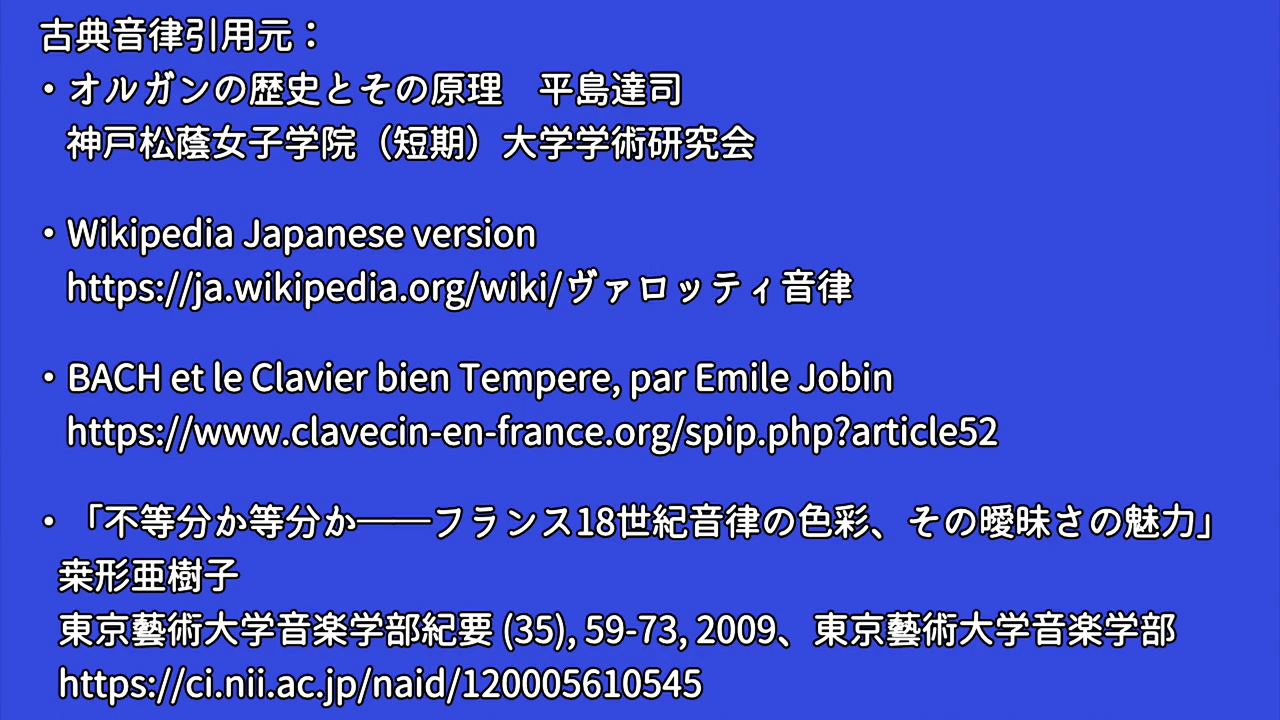 古典音律引用元：
・オルガンの歴史とその原理　平島達司
神戸松蔭女子学院（短期）大学学術研究会
・Wikipedia Japanese version
https://ja.wikipedia.org/wiki/ヴァロッティ音律
・BACH et le Clavier bien Tempere, par Emile Jobin
https://www.clavecin-en-france.org/spip.php?article52
・「不等分か等分か──フランス18世紀音律の色彩、その曖昧さの魅力」
桒形亜樹子
東京藝術大学音楽学部紀要 (35), 59-73, 2009、東京藝術大学音楽学部
https://ci.nii.ac.jp/naid/120005610545